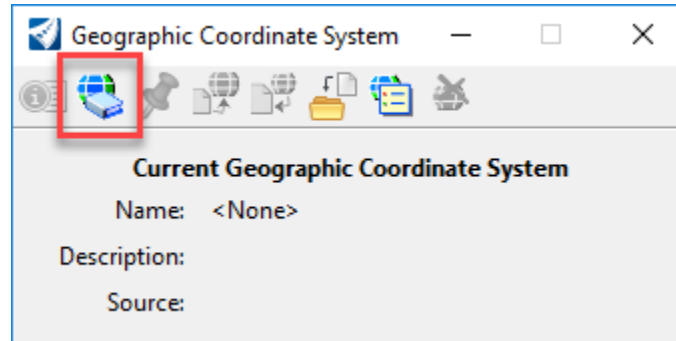 Geographic Coordinate System
Current Geographic Coordinate System
Name: <None>
Description:
Source: